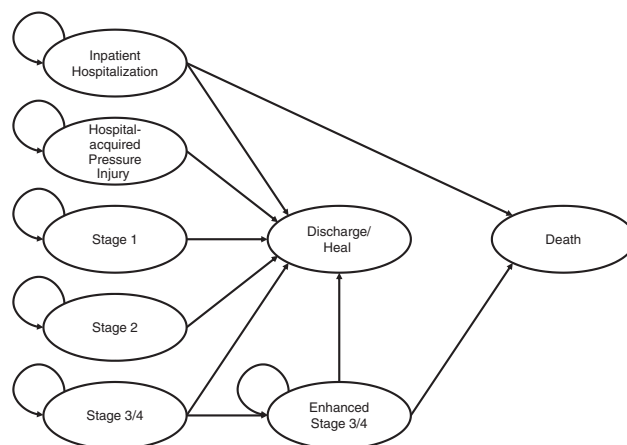 Inpatient
Hospitalization
Hospital-
acquired
Pressure
Injury
Stage 1
Discharge/
Heal
Death
Stage 2
Stage 3/4
Enhanced
Stage 3/4